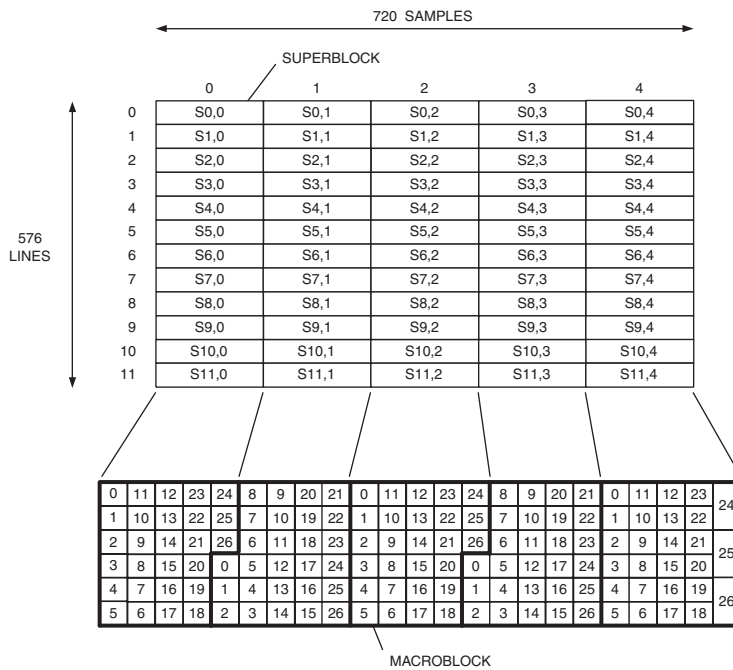 720 SAMPLES
SUPERBLOCK
0 1 2 3 4
0 S0,0 S0,1 S0,2 S0,3 S0,4
1 S1,0 S1,1 S1,2 S1,3 S1,4
2 S2,0 S2,1 S2,2 S2,3 S2,4
3 S3,0 S3,1 S3,2 S3,3 S3,4
4 S4,0 S4,1 S4,2 S4,3 S4,4
5 S5,0 S5,1 S5,2 S5,3 S5,4
576
LINES
6 S6,0 S6,1 S6,2 S6,3 S6,4
7 S7,0 S7,1 S7,2 S7,3 S7,4
8 S8,0 S8,1 S8,2 S8,3 S8,4
9 S9,0 S9,1 S9,2 S9,3 S9,4
10 S10,0 S10,1 S10,2 S10,3 S10,4
11 S11,0 S11,1 S11,2 S11,3 S11,4
0 11 12 23 24 8 9 20 21 0 11 12 23 24 8 9 20 21 0 11 12 23
24
1 10 13 22 25 7 10 19 22 1 10 13 22 25 7 10 19 22 1 10 13 22
2 9 14 21 26 6 11 18 23 2 9 14 21 26 6 11 18 23 2 9 14 21
25
3 8 15 20 0 5 12 17 24 3 8 15 20 0 5 12 17 24 3 8 15 20
4 7 16 19 1 4 13 16 25 4 7 16 19 1 4 13 16 25 4 7 16 19
26
5 6 17 18 2 3 14 15 26 5 6 17 18 2 3 14 15 26 5 6 17 18
MACROBLOCK